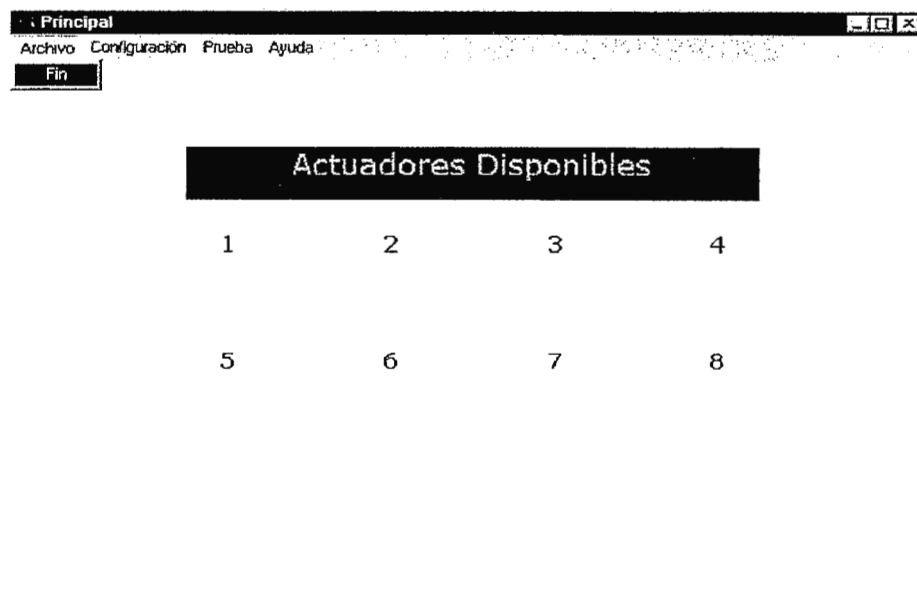 Principal
Archivo Configuración Prueba Ayuda
Fin
Actuadores Disponibles
1 2 3 4
5 6 7 8